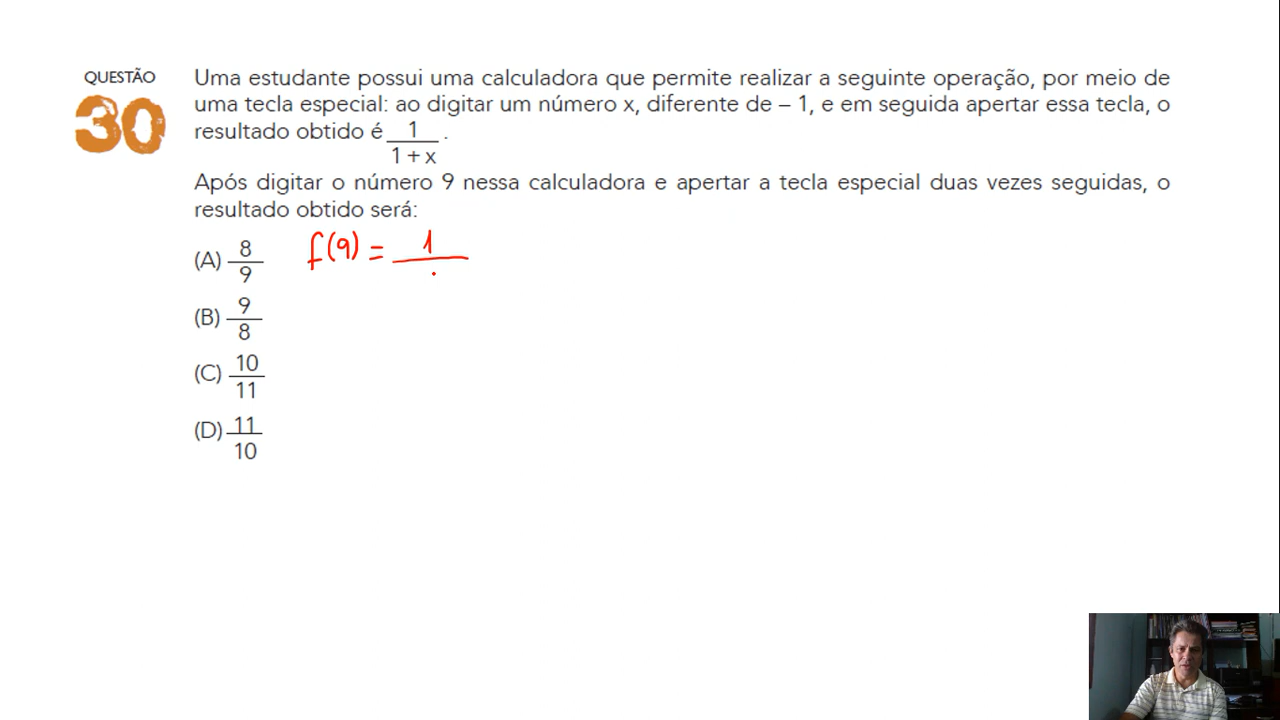 QUESTÃO
30
Uma estudante possui uma calculadora que permite realizar a seguinte operação, por meio de
uma tecla especial: ao digitar um número x, diferente de – 1, e em seguida apertar essa tecla, o
resultado obtido é 1/(1 + x) .
Após digitar o número 9 nessa calculadora e apertar a tecla especial duas vezes seguidas, o
resultado obtido será:
(A) 8/9
f(9) = 1/
(B) 9/8
(C) 10/11
(D) 11/10